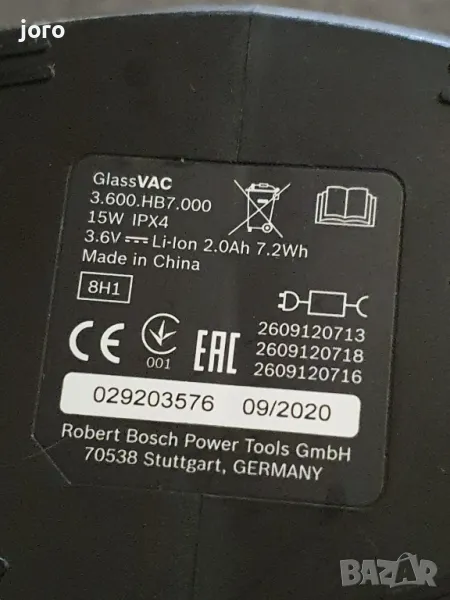 joro
GlassVAC
3.600.HB7.000
15W IPX4
3.6V Li-Ion 2.0Ah 7.2Wh
Made in China
8H1
CE
001
EAC
2609120713
2609120718
2609120716
029203576 09/2020
Robert Bosch Power Tools GmbH
70538 Stuttgart, GERMANY
BAZAR